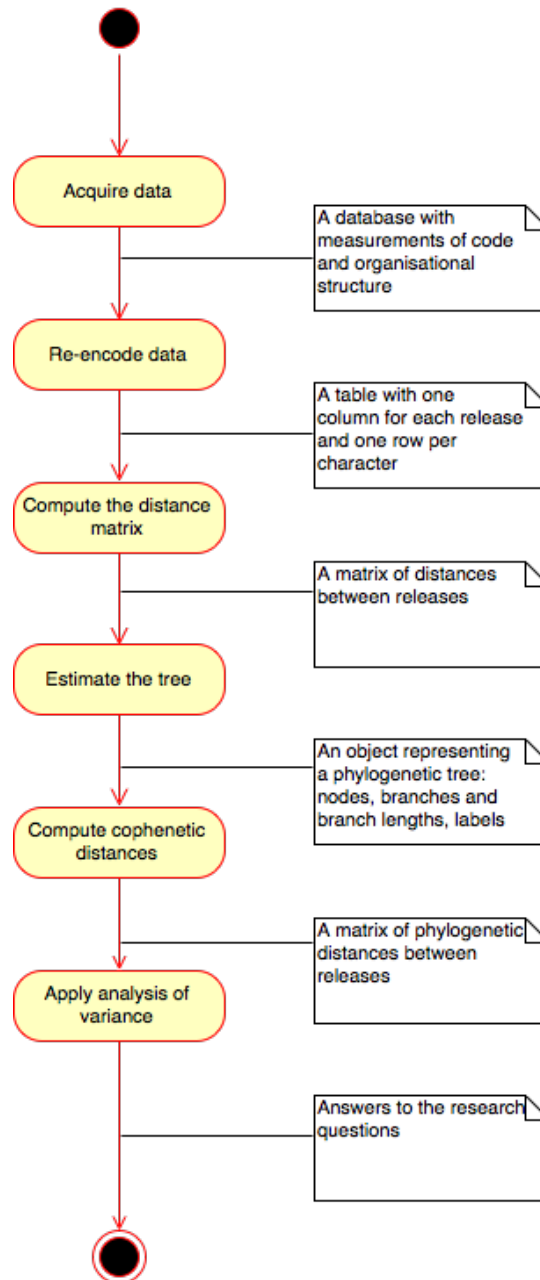 Acquire data
A database with
measurements of code
and organisational
structure
Re-encode data
A table with one
column for each release
and one row per
character
Compute the distance
matrix
A matrix of distances
between releases
Estimate the tree
An object representing
a phylogenetic tree:
nodes, branches and
branch lengths, labels
Compute cophenetic
distances
A matrix of phylogenetic
distances between
releases
Apply analysis of
variance
Answers to the research
questions